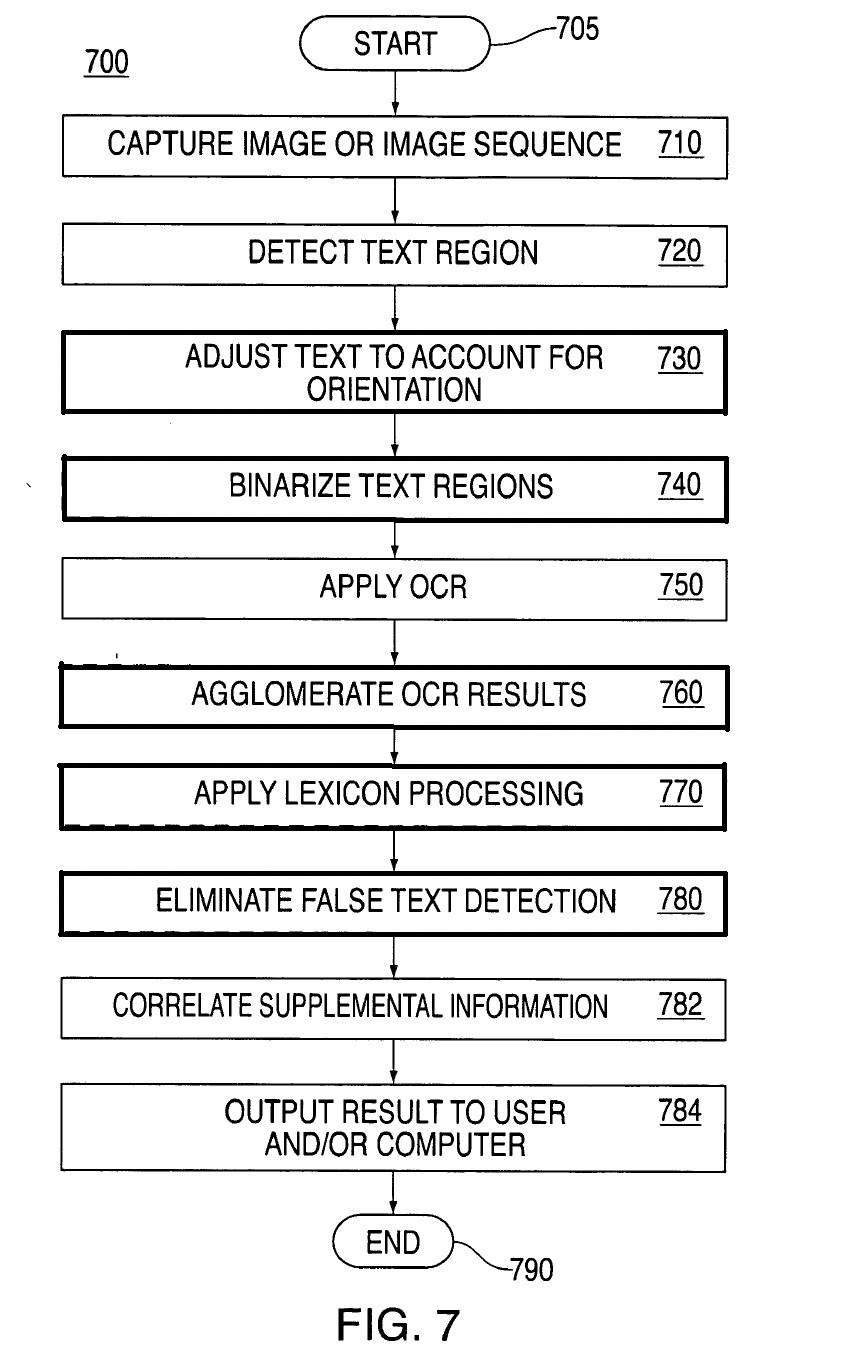 START 705
700
CAPTURE IMAGE OR IMAGE SEQUENCE 710
DETECT TEXT REGION 720
ADJUST TEXT TO ACCOUNT FOR 730
ORIENTATION
BINARIZE TEXT REGIONS 740
APPLY OCR 750
AGGLOMERATE OCR RESULTS 760
APPLY LEXICON PROCESSING 770
ELIMINATE FALSE TEXT DETECTION 780
CORRELATE SUPPLEMENTAL INFORMATION 782
OUTPUT RESULT TO USER 784
AND/OR COMPUTER
END
790
FIG. 7